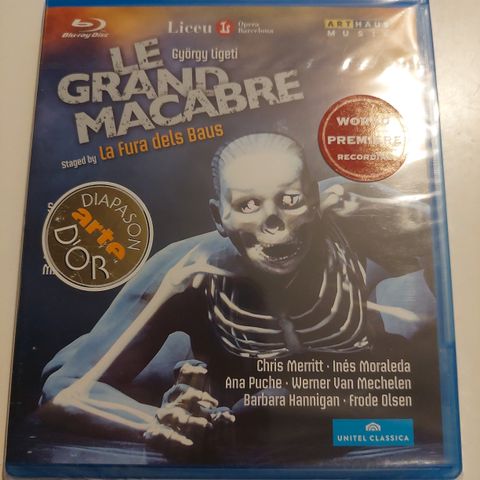 Blu-ray Disc
Liceu
Òpera
Barcelona
ARTHAUS
MUSIK
György Ligeti
LE
GRAND
MACABRE
Staged by La Fura dels Baus
WORLD
PREMIERE
RECORDING
DIAPASON
arte
D'OR
Chris Merritt · Inés Moraleda
Ana Puche · Werner Van Mechelen
Barbara Hannigan · Frode Olsen
UNITEL CLASSICA